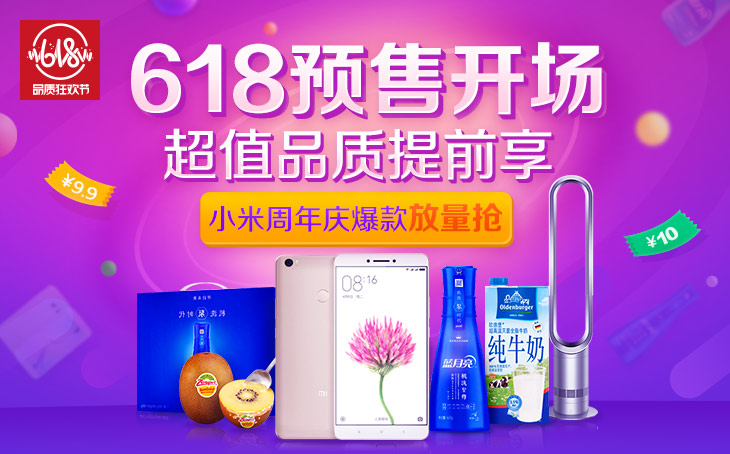 618
品质狂欢节
618预售开场
超值品质提前享
小米周年庆爆款放量抢
¥9.9
¥10
08:16
MI
蓝月亮
Oldenburger
纯牛奶